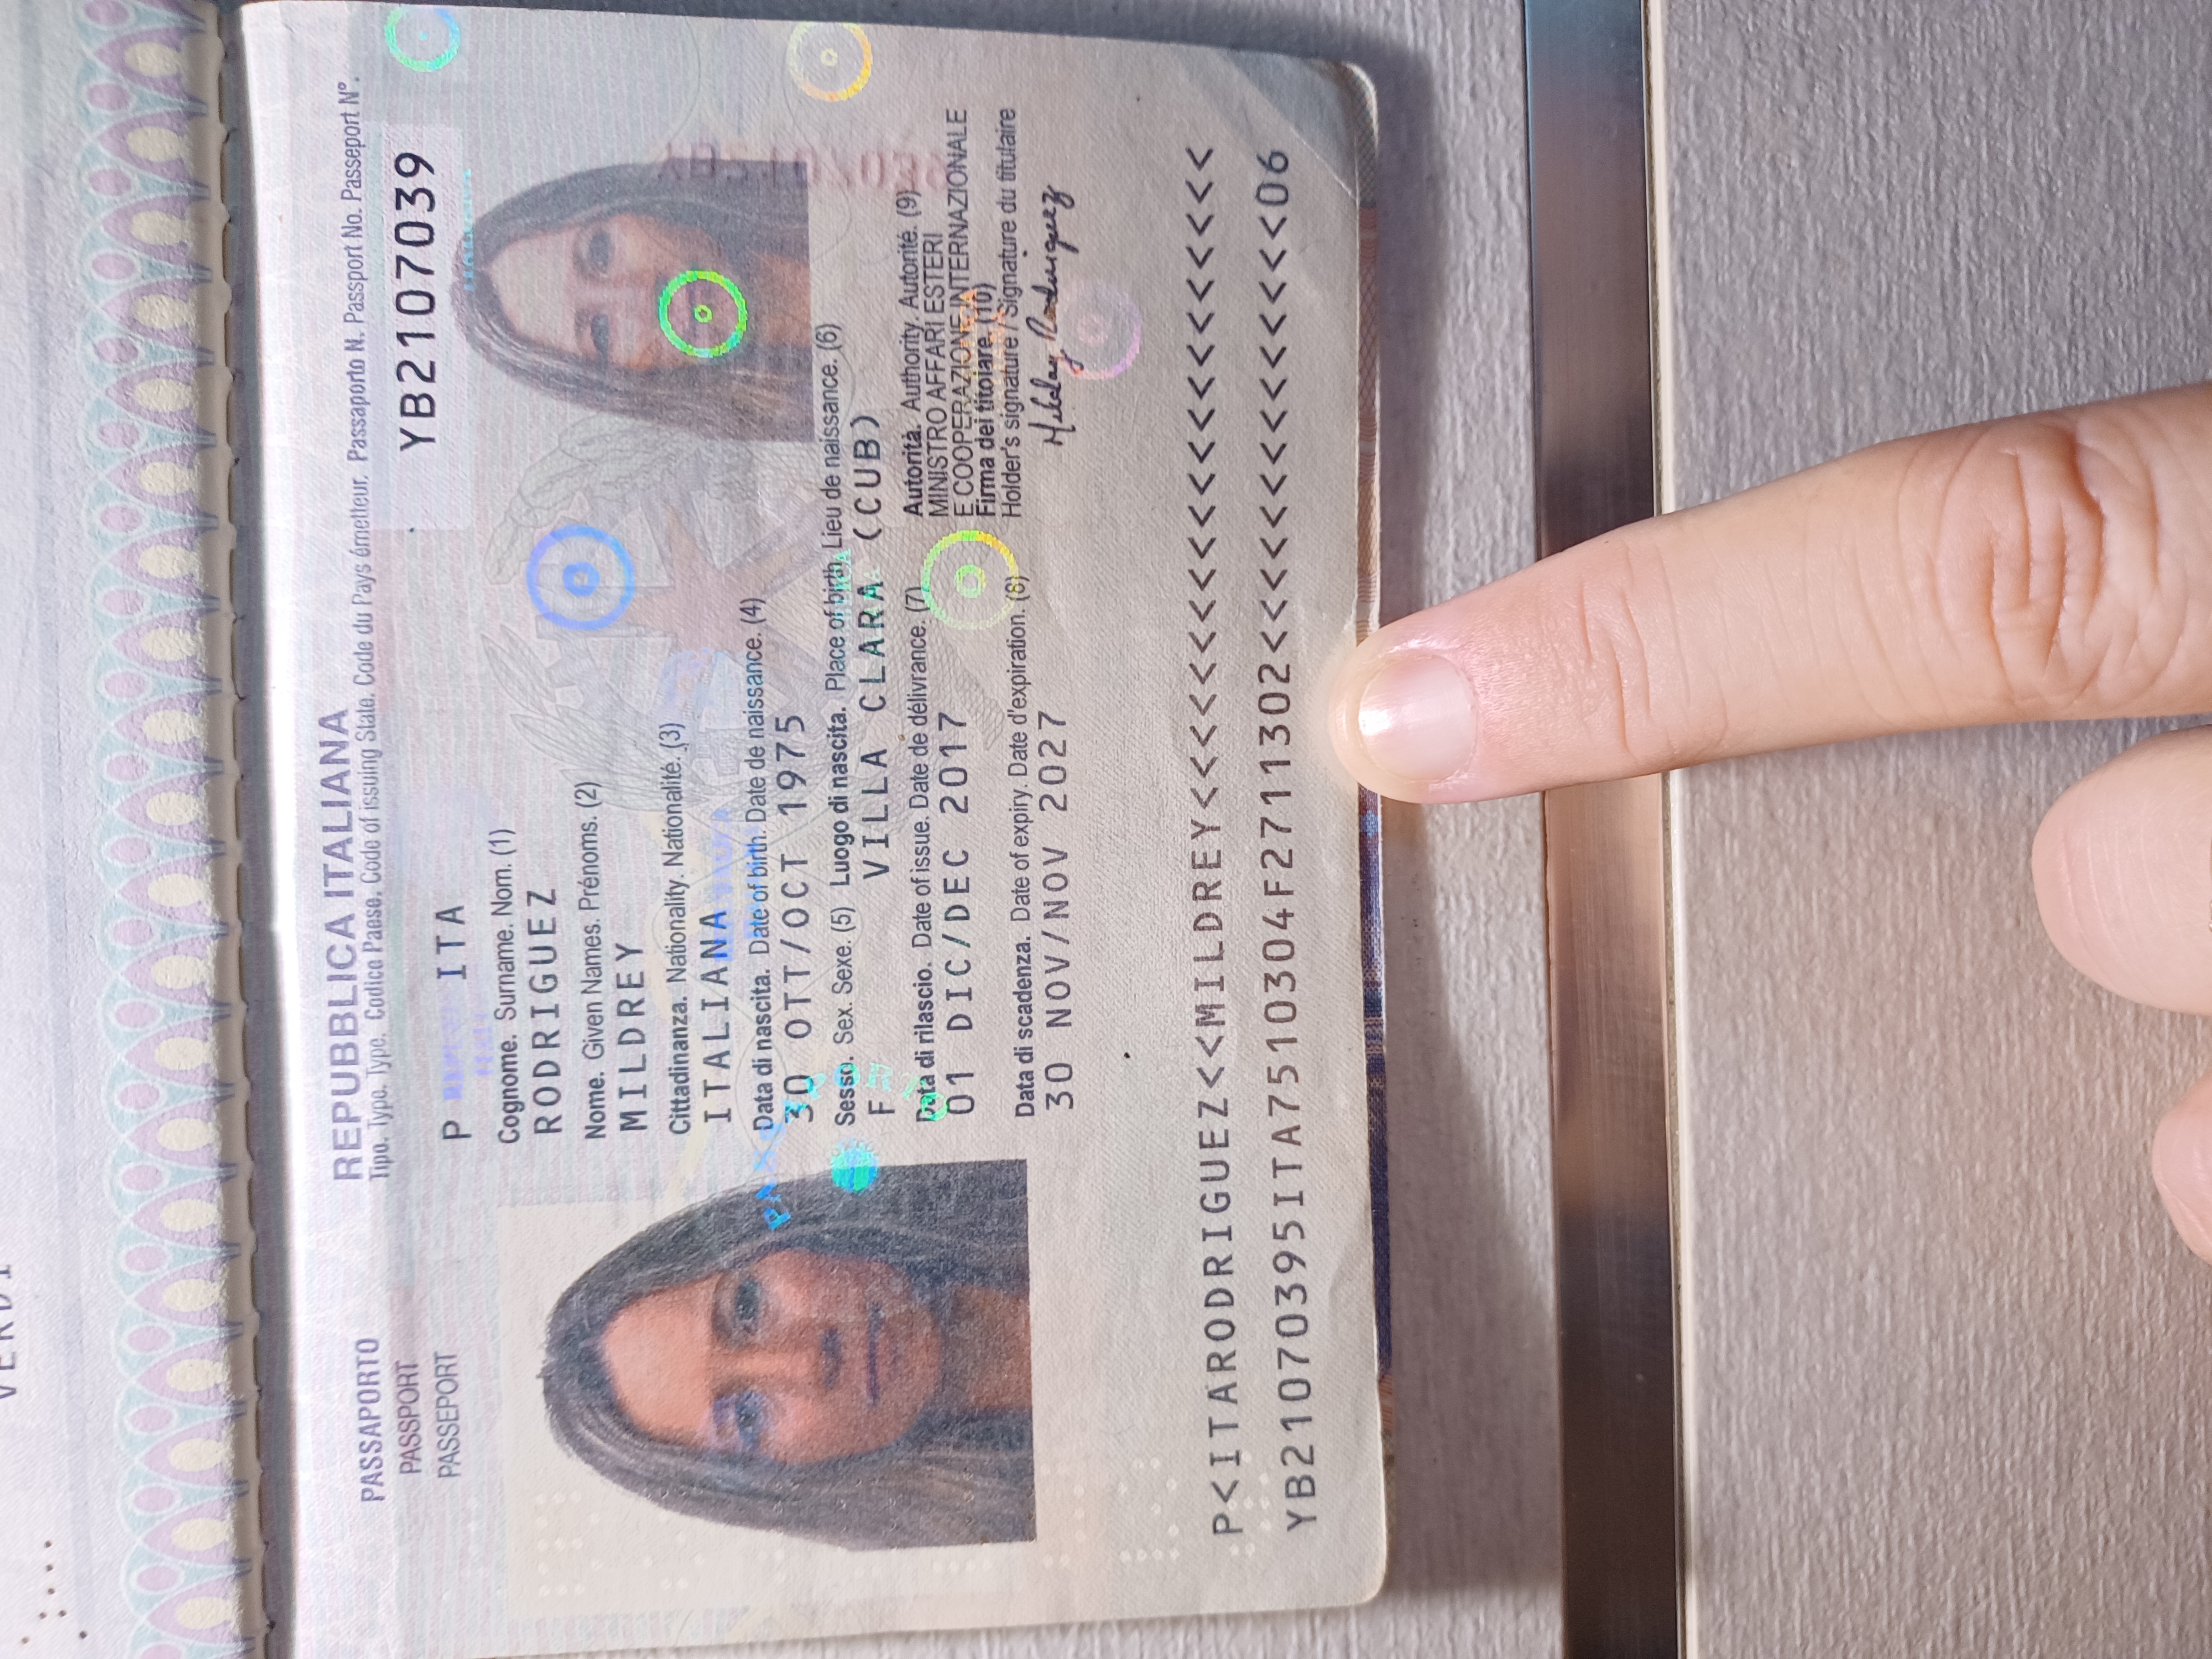 VERDI
REPUBBLICA ITALIANA
PASSAPORTO
PASSPORT
PASSEPORT
Tipo. Type. Type. Codice Paese. Code of issuing State. Code du Pays émetteur. Passaporto N. Passport No. Passeport N°.
YB2107039
P ITA
Cognome. Surname. Nom. (1)
RODRIGUEZ
Nome. Given Names. Prénoms. (2)
MILDREY
Cittadinanza. Nationality. Nationalité. (3)
ITALIANA
Data di nascita. Date of birth. Date de naissance. (4)
30 OTT/OCT 1975
Sesso. Sex. Sexe. (5) Luogo di nascita. Place of birth. Lieu de naissance. (6)
F VILLA CLARA (CUB)
Data di rilascio. Date of issue. Date de délivrance. (7)
01 DIC/DEC 2017
Autorità. Authority. Autorité. (9)
MINISTRO AFFARI ESTERI
E COOPERAZIONE INTERNAZIONALE
Firma del titolare. (10)
Holder's signature / Signature du titulaire
Data di scadenza. Date of expiry. Date d'expiration. (8)
30 NOV/NOV 2027
Rodriguez
P<ITARODRIGUEZ<<MILDREY<<<<<<<<<<<<<<<<<<<<<
YB21070395ITA7510304F2711302<<<<<<<<<<<<<<06